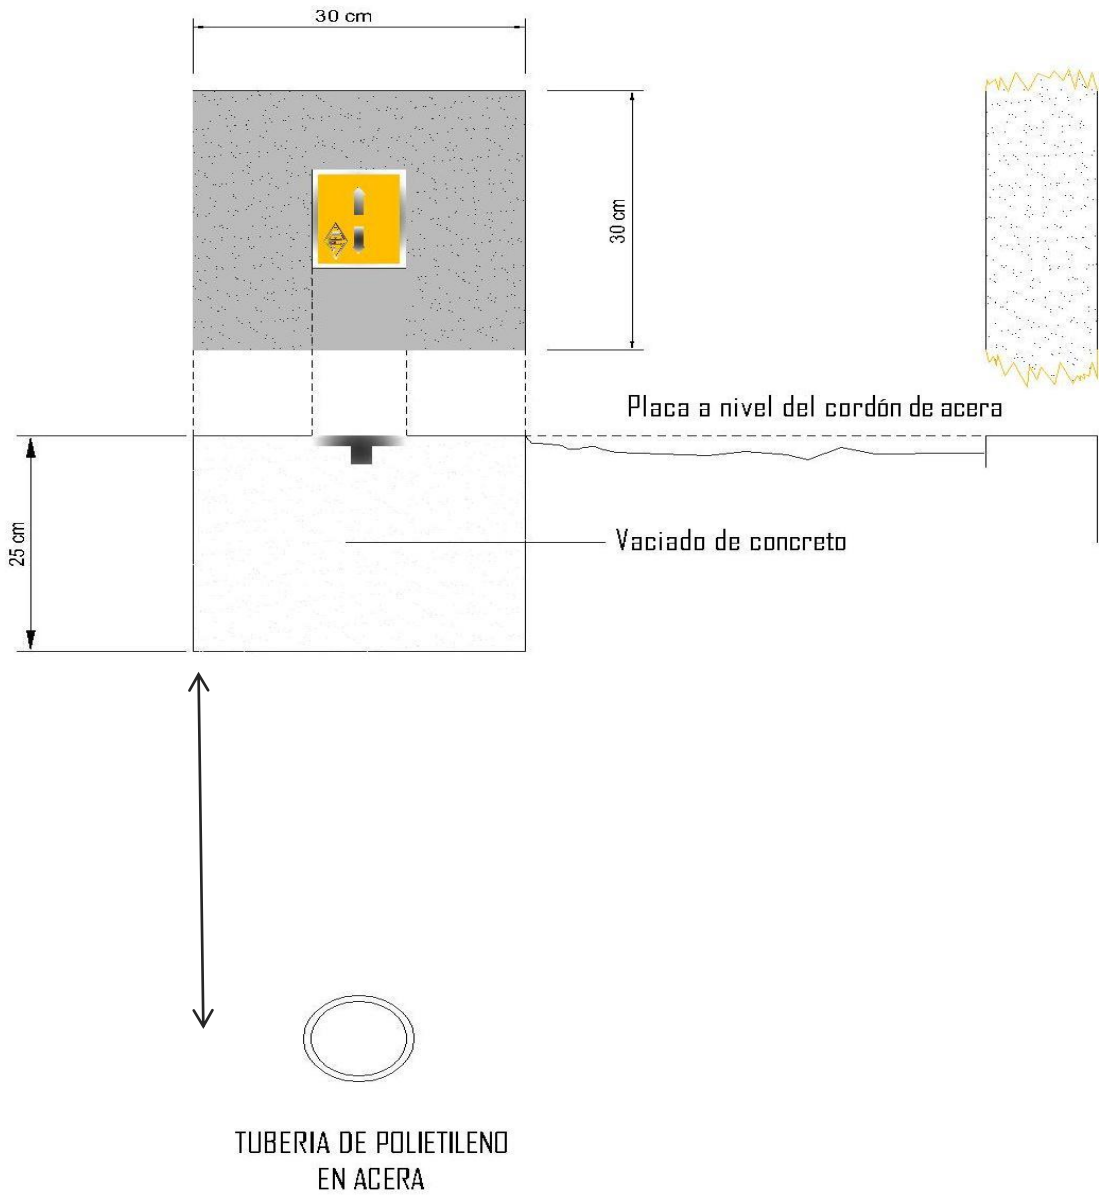 30 cm
30 cm
Placa a nivel del cordón de acera
25 cm
Vaciado de concreto
TUBERIA DE POLIETILENO
EN ACERA